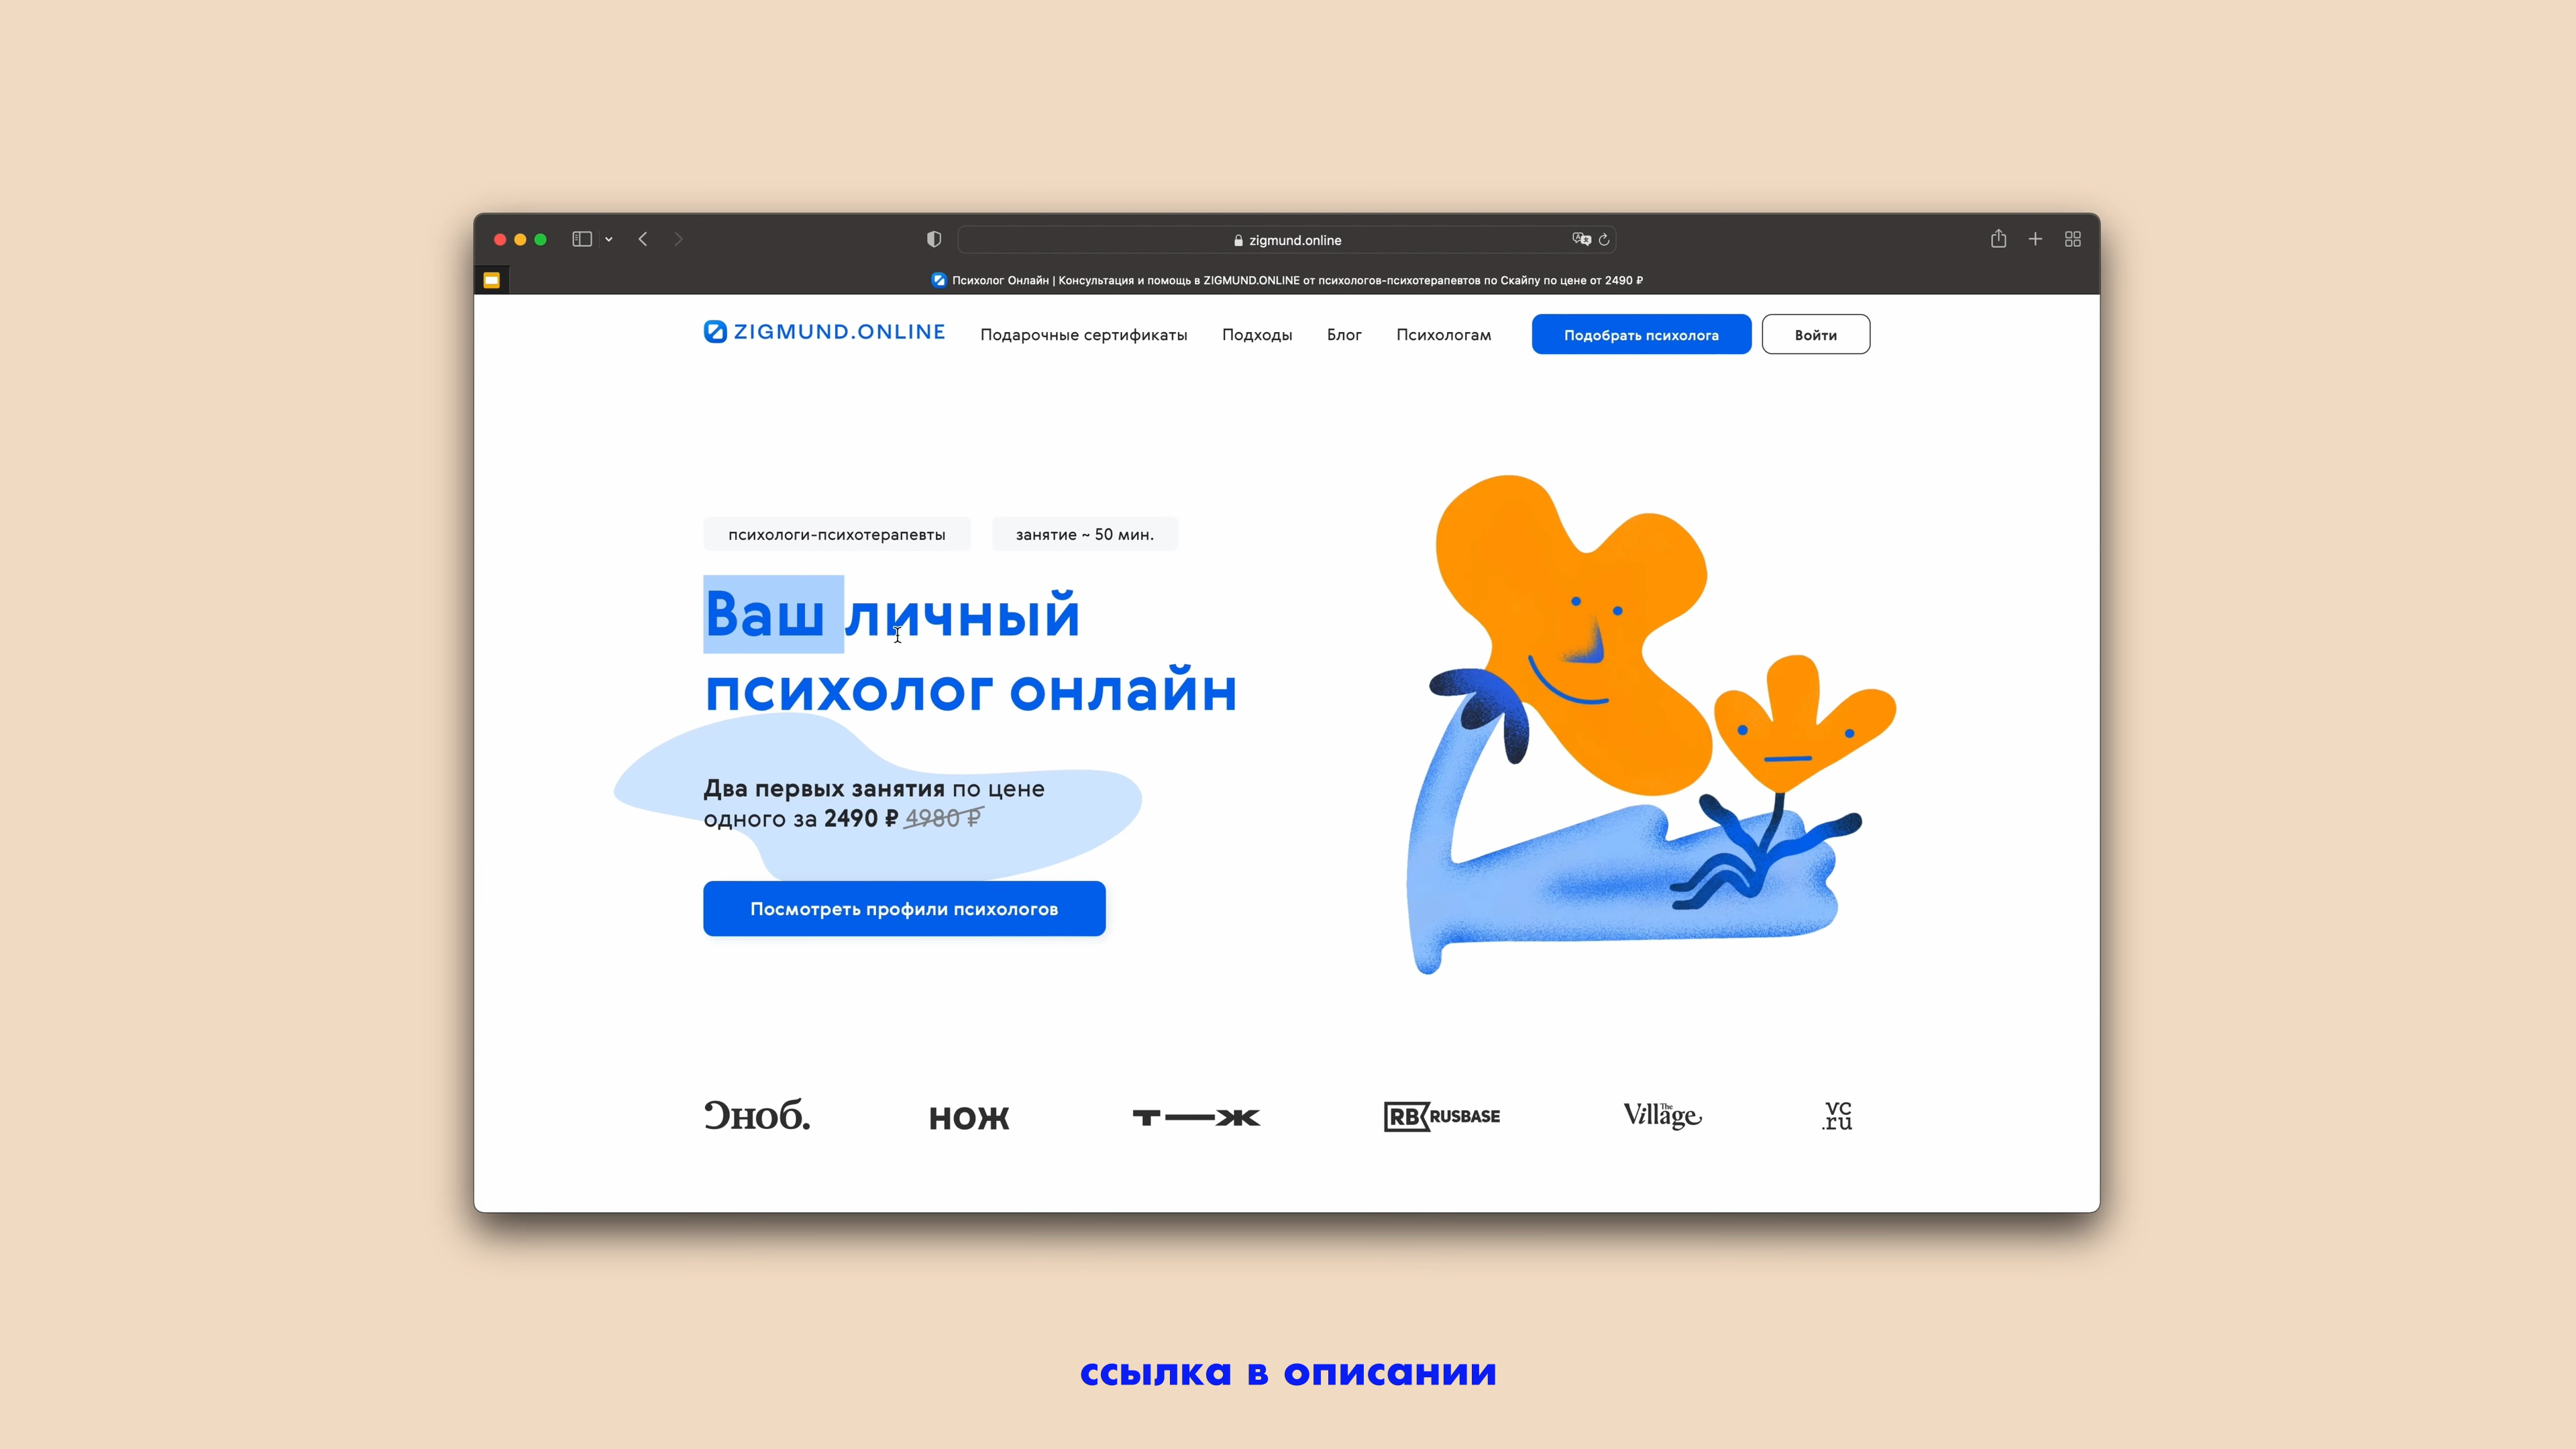 zigmund.online
Психолог Онлайн | Консультация и помощь в ZIGMUND.ONLINE от психологов-психотерапевтов по Скайпу по цене от 2490 ₽
ZIGMUND.ONLINE Подарочные сертификаты Подходы Блог Психологам Подобрать психолога Войти
психологи-психотерапевты занятие ~ 50 мин.
Ваш личный
психолог онлайн
Два первых занятия по цене
одного за 2490 ₽ 4980 ₽
Посмотреть профили психологов
Сноб. НОЖ Т—Ж RB RUSBASE The Village vc.ru
ссылка в описании